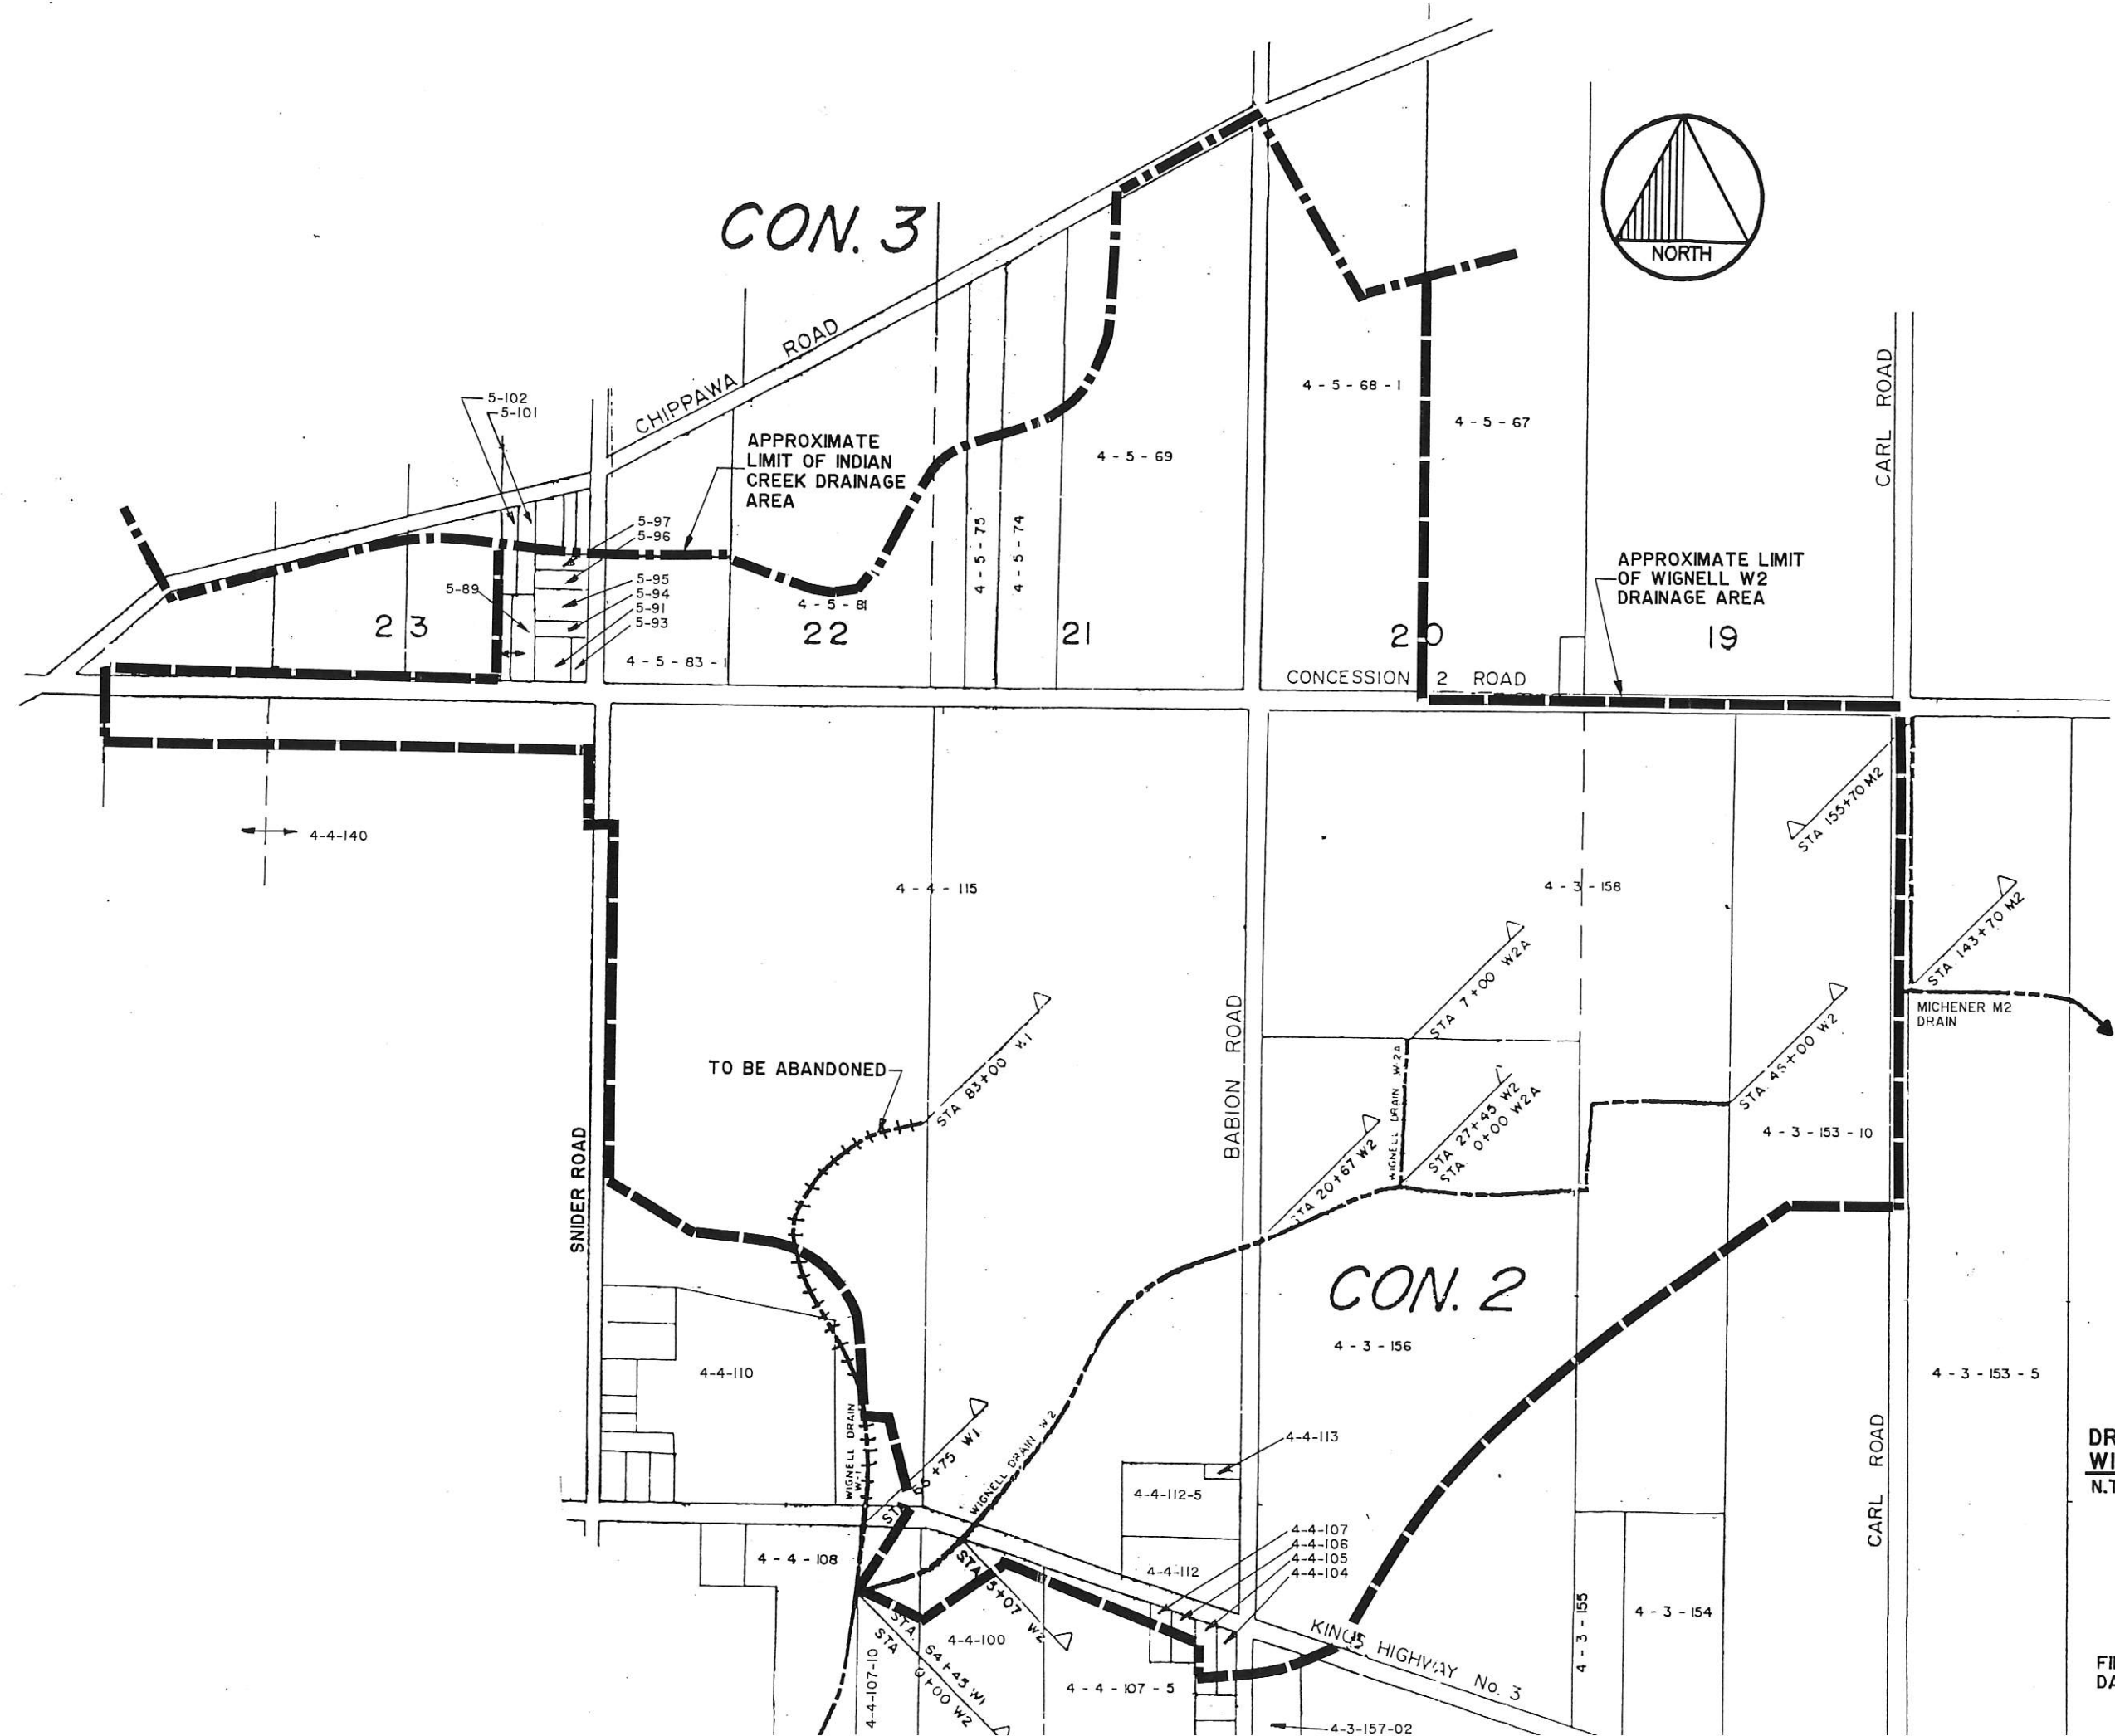 CON. 3
NORTH
CHIPPAWA ROAD
5-102
5-101
APPROXIMATE
LIMIT OF INDIAN
CREEK DRAINAGE
AREA
4 - 5 - 68 - 1
4 - 5 - 67
4 - 5 - 69
CARL ROAD
5-97
5-96
5-95
5-94
5-91
5-93
5-89
4 - 5 - 75
4 - 5 - 74
4 - 5 - 81
APPROXIMATE LIMIT
OF WIGNELL W2
DRAINAGE AREA
23
22
21
20
19
4 - 5 - 83 - 1
CONCESSION 2 ROAD
4-4-140
STA 155+70 M2
4 - 4 - 115
4 - 3 - 158
STA 143+70 M2
STA 7+00 W2A
MICHENER M2
DRAIN
BABION ROAD
TO BE ABANDONED
STA 83+00 W1
WIGNELL DRAIN W2A
STA 27+45 W2
STA 0+00 W2A
STA 20+67 W2
4 - 3 - 153 - 10
SNIDER ROAD
CON. 2
4 - 3 - 156
4-4-110
4 - 3 - 153 - 5
WIGNELL DRAIN
W-1
+75 W1
STA
WIGNELL DRAIN W2
4-4-113
4-4-112-5
CARL ROAD
DR
WI
N.T
4-4-107
4-4-106
4-4-105
4-4-104
4 - 4 - 108
4-4-112
STA 5+07 W2
4 - 3 - 155
4 - 3 - 154
KINGS HIGHWAY No. 3
STA. 64+45 W1
STA 0+00 W2
4-4-100
4-4-107-10
4 - 4 - 107 - 5
4-3-157-02
FI
DA